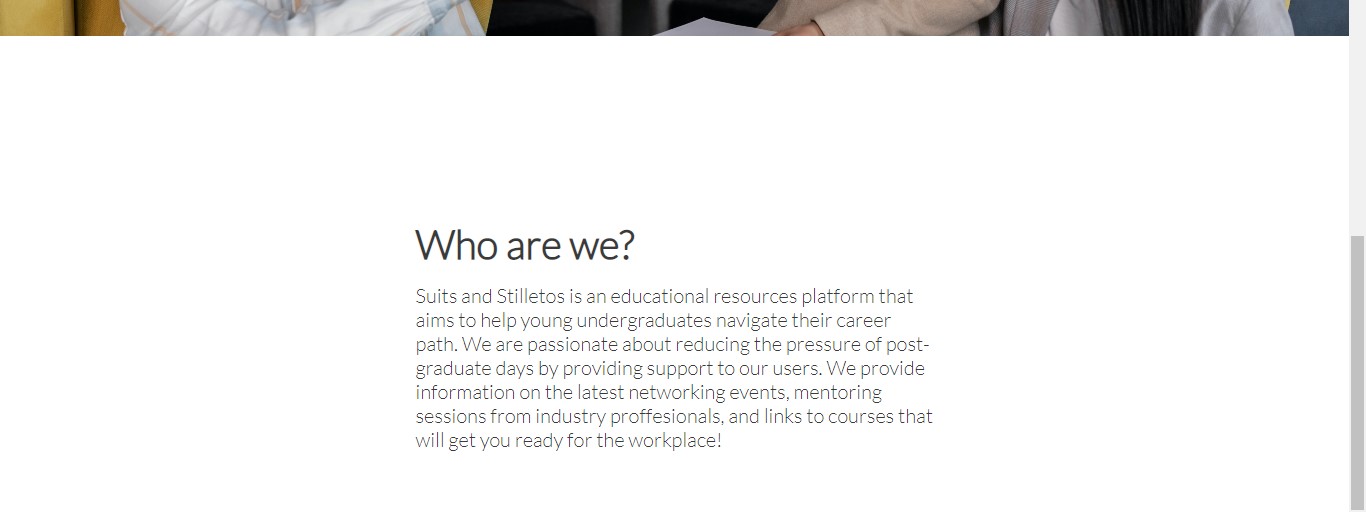 Who are we?
Suits and Stilletos is an educational resources platform that
aims to help young undergraduates navigate their career
path. We are passionate about reducing the pressure of post-
graduate days by providing support to our users. We provide
information on the latest networking events, mentoring
sessions from industry proffesionals, and links to courses that
will get you ready for the workplace!